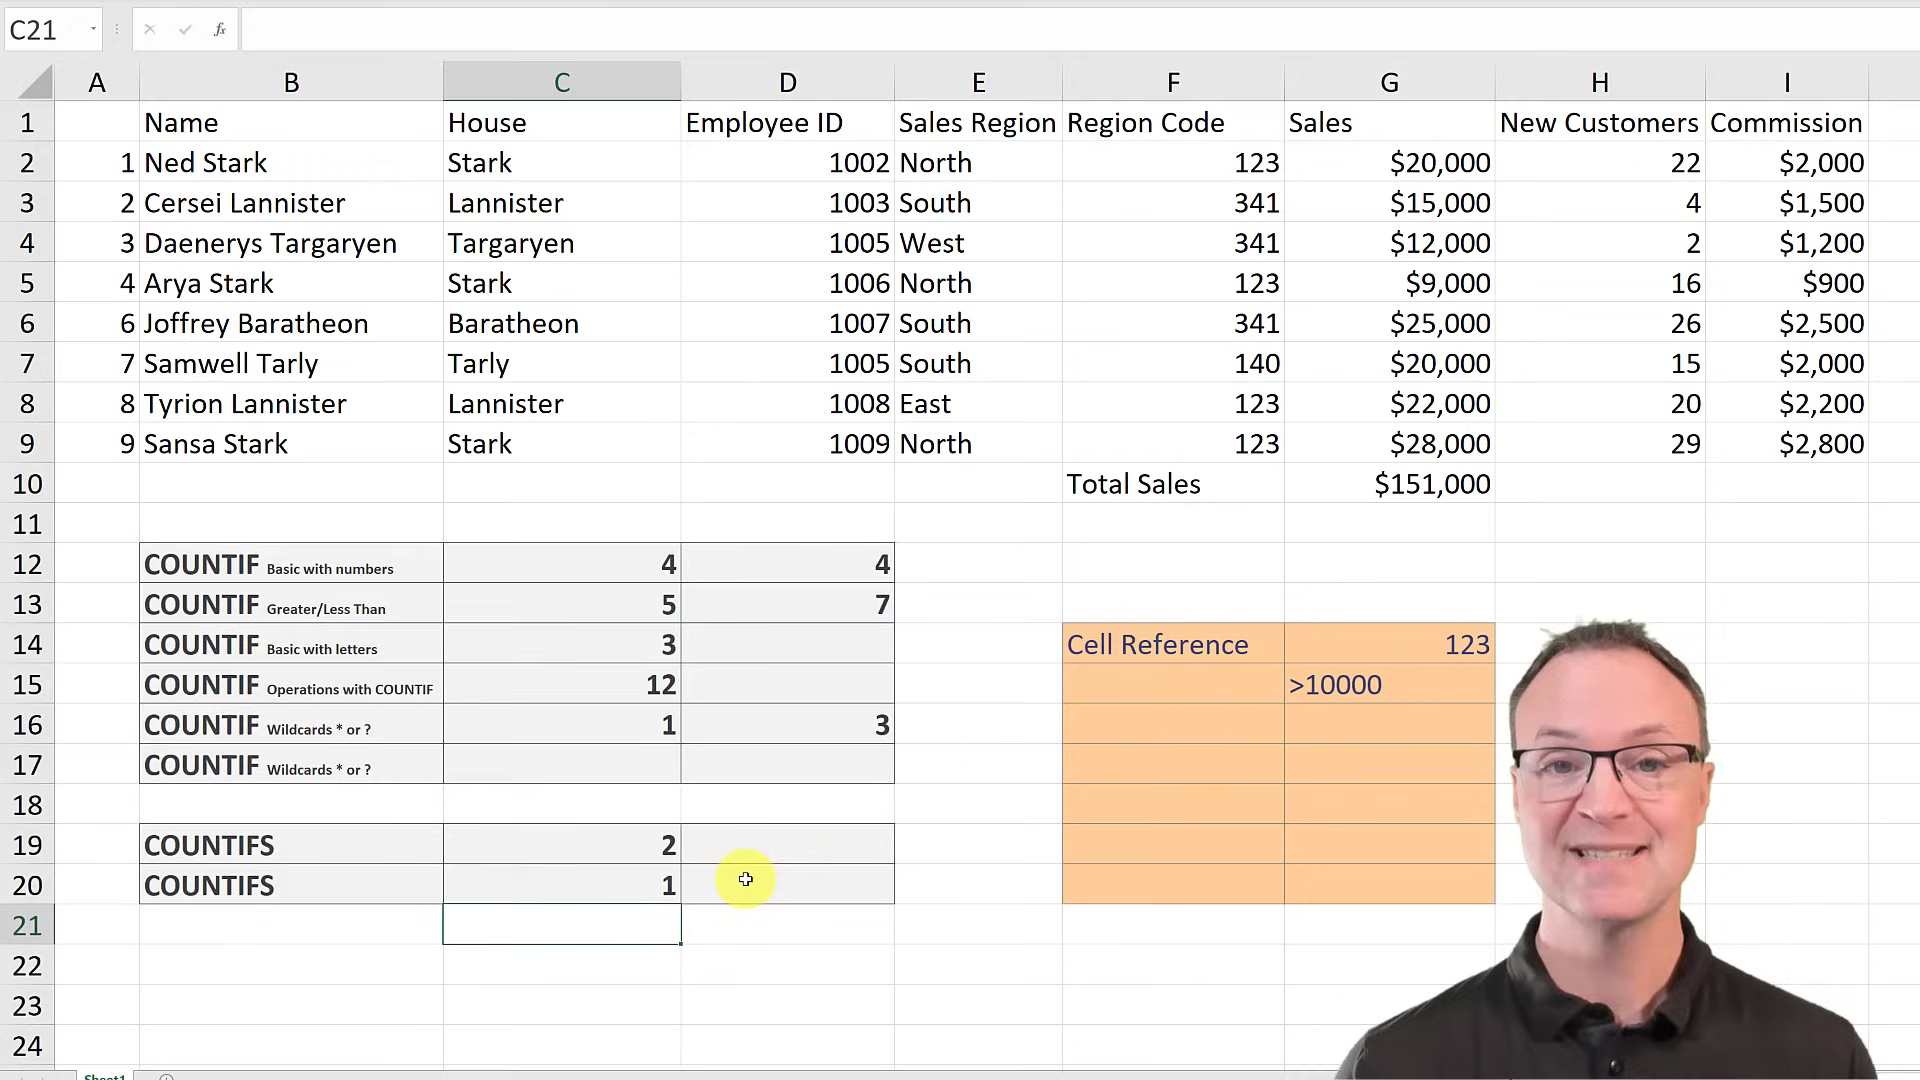 C21 fx
A B C D E F G H I
1 Name House Employee ID Sales Region Region Code Sales New Customers Commission
2 1 Ned Stark Stark 1002 North 123 $20,000 22 $2,000
3 2 Cersei Lannister Lannister 1003 South 341 $15,000 4 $1,500
4 3 Daenerys Targaryen Targaryen 1005 West 341 $12,000 2 $1,200
5 4 Arya Stark Stark 1006 North 123 $9,000 16 $900
6 6 Joffrey Baratheon Baratheon 1007 South 341 $25,000 26 $2,500
7 7 Samwell Tarly Tarly 1005 South 140 $20,000 15 $2,000
8 8 Tyrion Lannister Lannister 1008 East 123 $22,000 20 $2,200
9 9 Sansa Stark Stark 1009 North 123 $28,000 29 $2,800
10 Total Sales $151,000
11
12 COUNTIF Basic with numbers 4 4
13 COUNTIF Greater/Less Than 5 7
14 COUNTIF Basic with letters 3 Cell Reference 123
15 COUNTIF Operations with COUNTIF 12 >10000
16 COUNTIF Wildcards * or ? 1 3
17 COUNTIF Wildcards * or ?
18
19 COUNTIFS 2
20 COUNTIFS 1
21
22
23
24
Sheet1